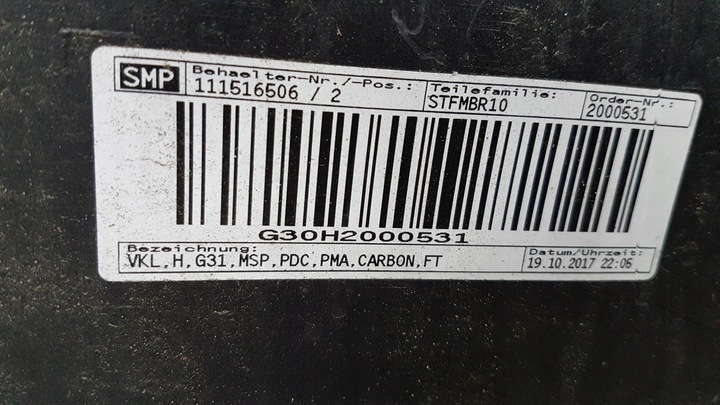 SMP
Behaelter-Nr./-Pos.:
111516506 / 2
Teilefamilie:
STFMBR10
Order-Nr.:
2000531
G30H2000531
Bezeichnung:
VKL,H,G31,MSP,PDC,PMA,CARBON,FT
Datum/Uhrzeit:
19.10.2017 22:06